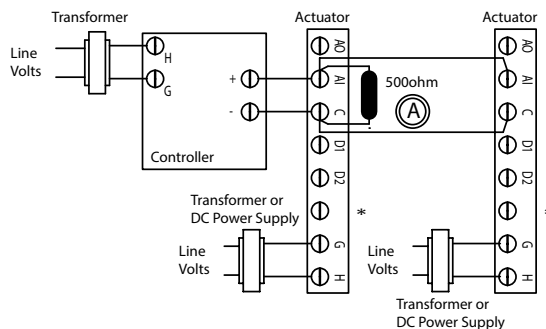 Transformer
Line
Volts
H
G
+
-
Controller
Actuator
AO
AI
C
D1
D2
*
G
H
500ohm
A
Transformer or
DC Power Supply
Line
Volts
Actuator
AO
AI
C
D1
D2
*
G
H
Line
Volts
Transformer or
DC Power Supply